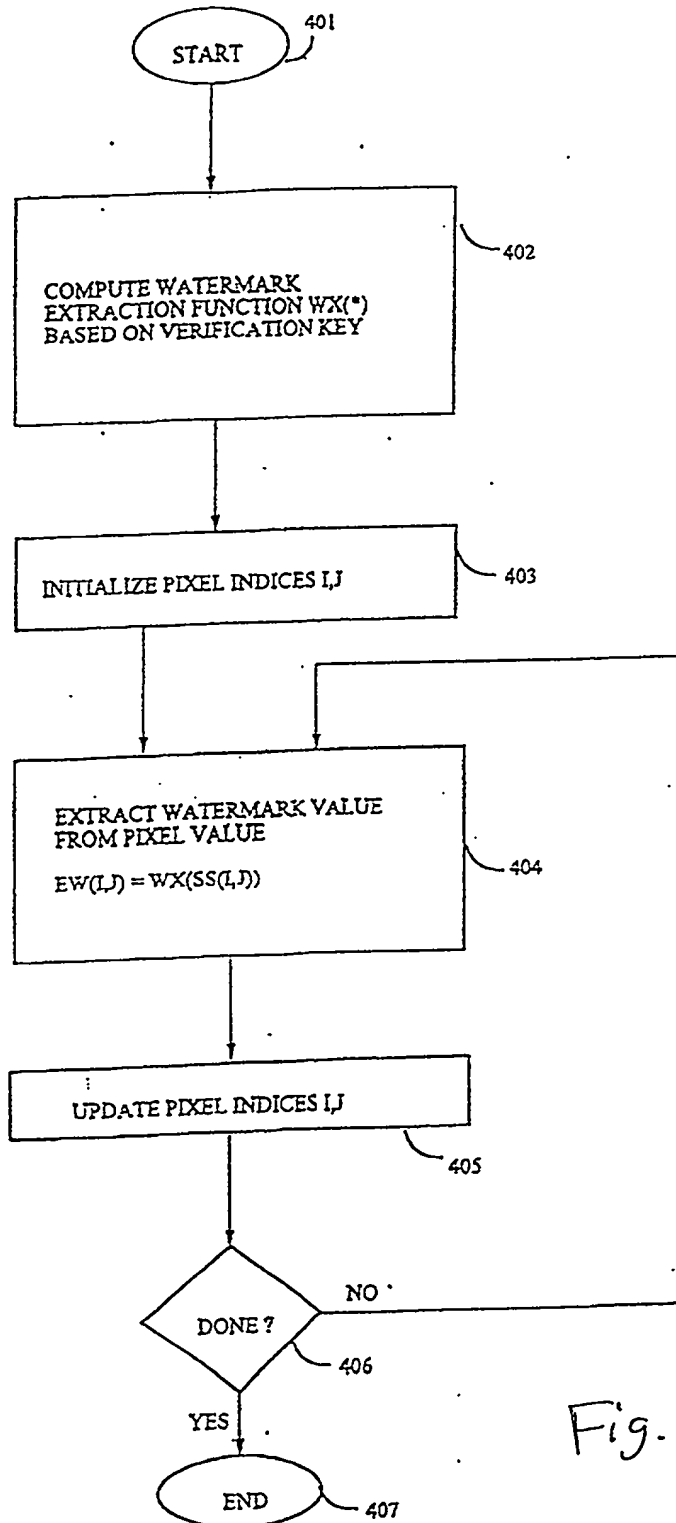 START
401
COMPUTE WATERMARK
EXTRACTION FUNCTION WX(*)
BASED ON VERIFICATION KEY
402
INITIALIZE PIXEL INDICES I,J
403
EXTRACT WATERMARK VALUE
FROM PIXEL VALUE
EW(I,J) = WX(SS(I,J))
404
UPDATE PIXEL INDICES I,J
405
NO
DONE ?
406
YES
Fig.
END
407